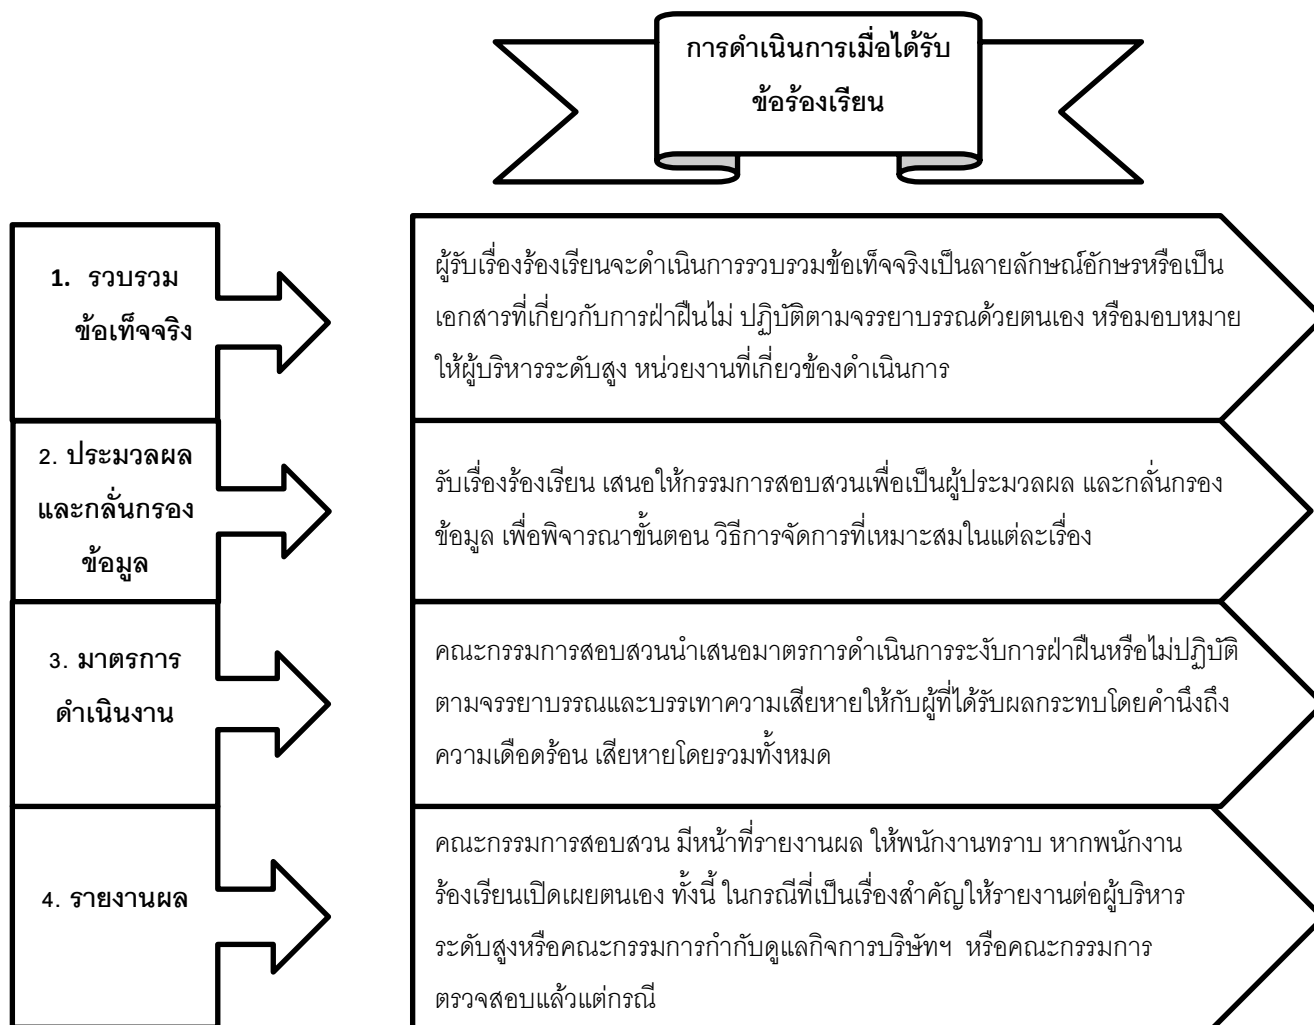 การดำเนินการเมื่อได้รับ
ข้อร้องเรียน
1. รวบรวม
ข้อเท็จจริง
ผู้รับเรื่องร้องเรียนจะดำเนินการรวบรวมข้อเท็จจริงเป็นลายลักษณ์อักษรหรือเป็น
เอกสารที่เกี่ยวกับการฝ่าฝืนไม่ ปฏิบัติตามจรรยาบรรณด้วยตนเอง หรือมอบหมาย
ให้ผู้บริหารระดับสูง หน่วยงานที่เกี่ยวข้องดำเนินการ
2. ประมวลผล
และกลั่นกรอง
ข้อมูล
รับเรื่องร้องเรียน เสนอให้กรรมการสอบสวนเพื่อเป็นผู้ประมวลผล และกลั่นกรอง
ข้อมูล เพื่อพิจารณาขั้นตอน วิธีการจัดการที่เหมาะสมในแต่ละเรื่อง
3. มาตรการ
ดำเนินงาน
คณะกรรมการสอบสวนนำเสนอมาตรการดำเนินการระงับการฝ่าฝืนหรือไม่ปฏิบัติ
ตามจรรยาบรรณและบรรเทาความเสียหายให้กับผู้ที่ได้รับผลกระทบโดยคำนึงถึง
ความเดือดร้อน เสียหายโดยรวมทั้งหมด
4. รายงานผล
คณะกรรมการสอบสวน มีหน้าที่รายงานผล ให้พนักงานทราบ หากพนักงาน
ร้องเรียนเปิดเผยตนเอง ทั้งนี้ ในกรณีที่เป็นเรื่องสำคัญให้รายงานต่อผู้บริหาร
ระดับสูงหรือคณะกรรมการกำกับดูแลกิจการบริษัทฯ หรือคณะกรรมการ
ตรวจสอบแล้วแต่กรณี